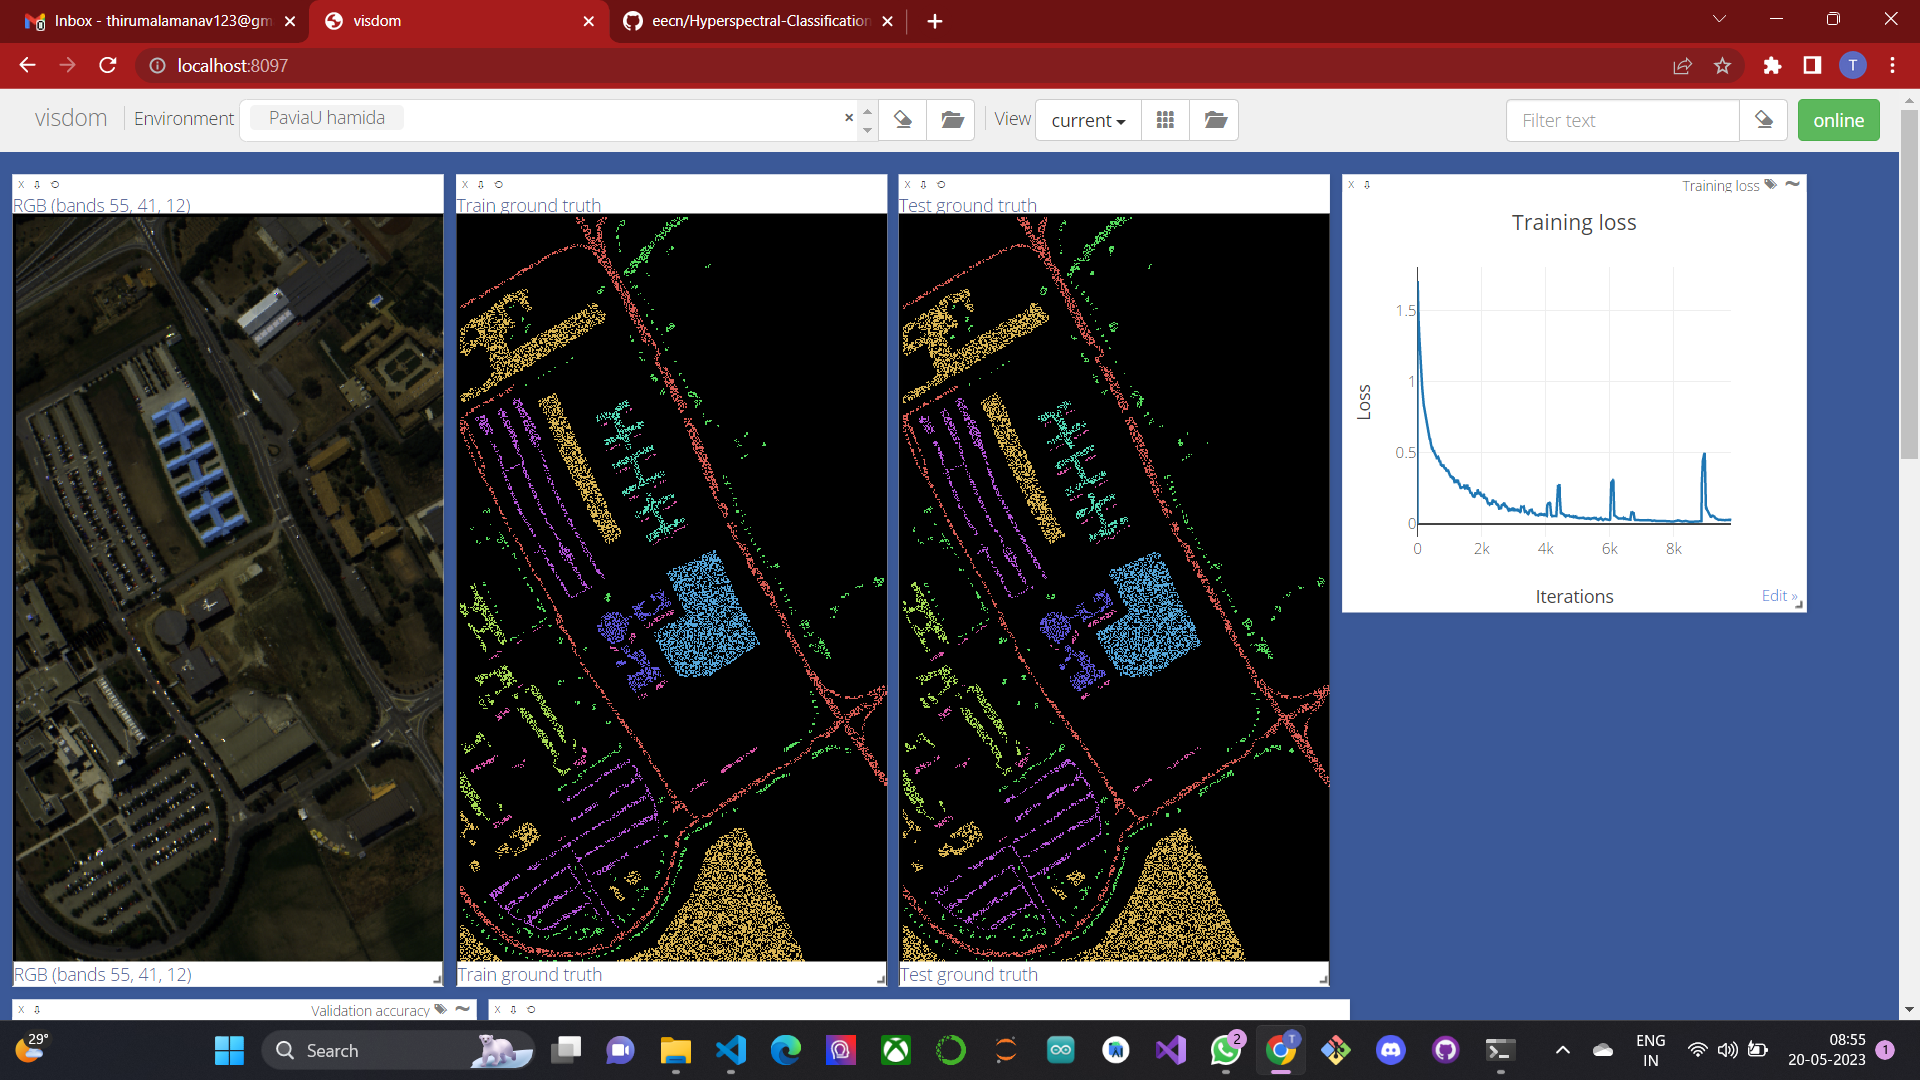 Inbox - thirumalamanav123@gm
visdom
eecn/Hyperspectral-Classification
localhost:8097
T
visdom
Environment
PaviaU hamida
×
View
current
Filter text
online
X
RGB (bands 55, 41, 12)
RGB (bands 55, 41, 12)
X
Train ground truth
Train ground truth
X
Test ground truth
Test ground truth
X
Training loss
Training loss
1.5
1
0.5
0
Loss
0
2k
4k
6k
8k
Iterations
Edit »
X
Validation accuracy
X
29°
Search
2
T
ENG
IN
08:55
20-05-2023
1